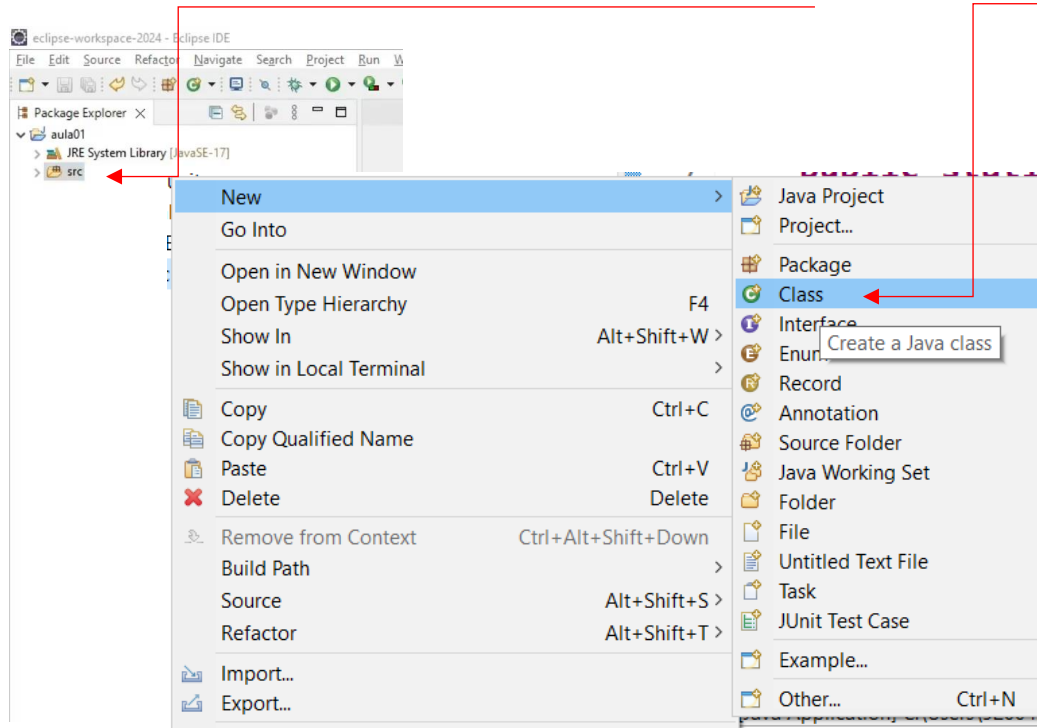 eclipse-workspace-2024 - Eclipse IDE
File Edit Source Refactor Navigate Search Project Run
Package Explorer
aula01
JRE System Library [JavaSE-17]
src
New
Go Into
Open in New Window
Open Type Hierarchy F4
Show In Alt+Shift+W
Show in Local Terminal
Copy Ctrl+C
Copy Qualified Name
Paste Ctrl+V
Delete Delete
Remove from Context Ctrl+Alt+Shift+Down
Build Path
Source Alt+Shift+S
Refactor Alt+Shift+T
Import...
Export...
Java Project
Project...
Package
Class
Interface
Create a Java class
Enum
Record
Annotation
Source Folder
Java Working Set
Folder
File
Untitled Text File
Task
JUnit Test Case
Example...
Other... Ctrl+N